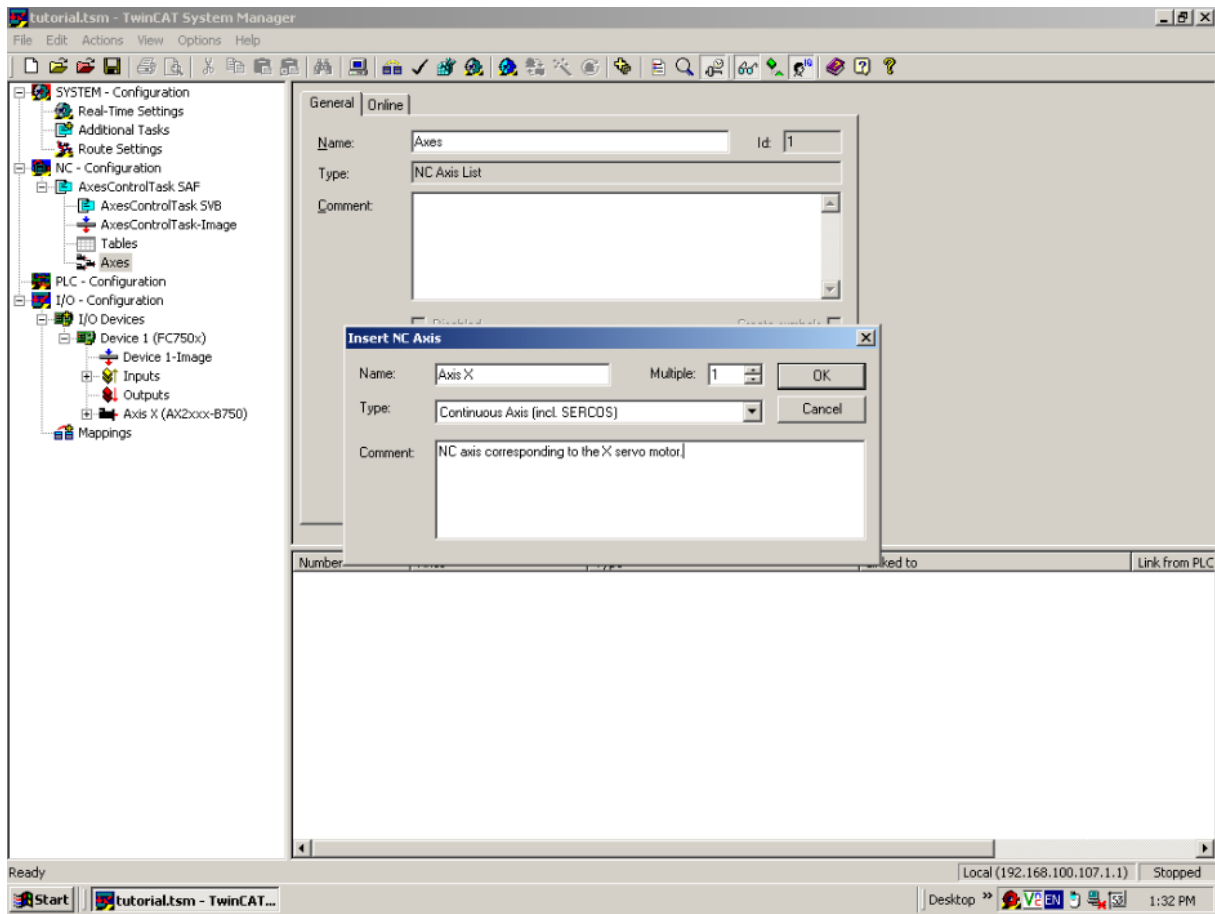 tutorial.tsm - TwinCAT System Manager
File Edit Actions View Options Help
SYSTEM - Configuration
Real-Time Settings
Additional Tasks
Route Settings
NC - Configuration
AxesControlTask SAF
AxesControlTask SVB
AxesControlTask-Image
Tables
Axes
PLC - Configuration
I/O - Configuration
I/O Devices
Device 1 (FC750x)
Device 1-Image
Inputs
Outputs
Axis X (AX2xxx-B750)
Mappings
General Online
Name: Axes Id: 1
Type: NC Axis List
Comment:
Disabled Create symbols
Insert NC Axis
Name: Axis X Multiple: 1 OK
Type: Continuous Axis (incl. SERCOS) Cancel
Comment: NC axis corresponding to the X servo motor.
Number Type Linked to Link from PLC
Ready Local (192.168.100.107.1.1) Stopped
Start tutorial.tsm - TwinCAT... Desktop » EN 1:32 PM